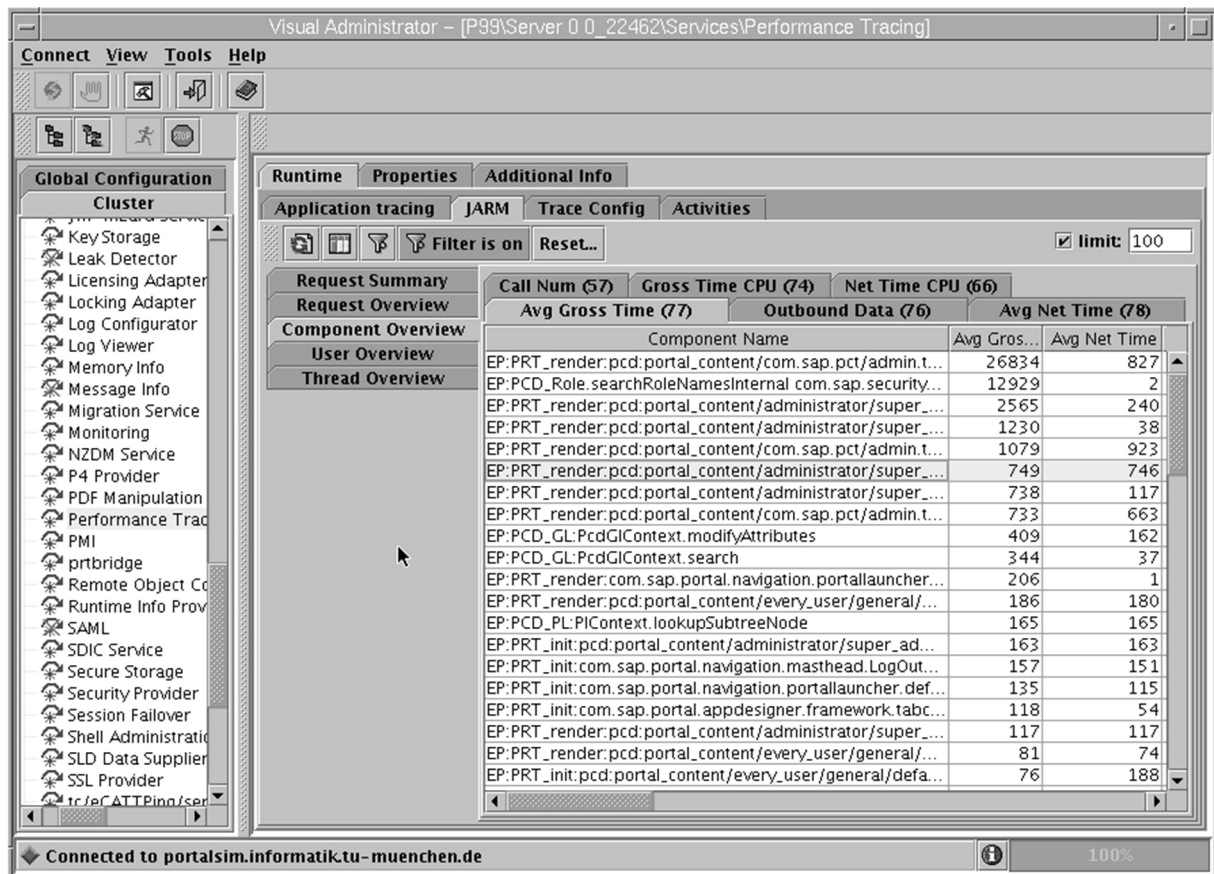 Visual Administrator – [P99\Server 0 0_22462\Services\Performance Tracing]
Connect View Tools Help
STOP
Global Configuration
Cluster
Key Storage
Leak Detector
Licensing Adapter
Locking Adapter
Log Configurator
Log Viewer
Memory Info
Message Info
Migration Service
Monitoring
NZDM Service
P4 Provider
PDF Manipulation
Performance Trac
PMI
prtbridge
Remote Object Co
Runtime Info Prov
SAML
SDIC Service
Secure Storage
Security Provider
Session Failover
Shell Administratio
SLD Data Supplier
SSL Provider
tc/eCATTPing/ser
Runtime Properties Additional Info
Application tracing JARM Trace Config Activities
Filter is on Reset... limit: 100
Request Summary
Request Overview
Component Overview
User Overview
Thread Overview
Call Num (57) Gross Time CPU (74) Net Time CPU (66)
Avg Gross Time (77) Outbound Data (76) Avg Net Time (78)
Component Name Avg Gros... Avg Net Time
EP:PRT_render:pcd:portal_content/com.sap.pct/admin.t... 26834 827
EP:PCD_Role.searchRoleNamesInternal com.sap.security... 12929 2
EP:PRT_render:pcd:portal_content/administrator/super_... 2565 240
EP:PRT_render:pcd:portal_content/administrator/super_... 1230 38
EP:PRT_render:pcd:portal_content/com.sap.pct/admin.t... 1079 923
EP:PRT_render:pcd:portal_content/administrator/super_... 749 746
EP:PRT_render:pcd:portal_content/administrator/super_... 738 117
EP:PRT_render:pcd:portal_content/com.sap.pct/admin.t... 733 663
EP:PCD_GL:PcdGlContext.modifyAttributes 409 162
EP:PCD_GL:PcdGlContext.search 344 37
EP:PRT_render:com.sap.portal.navigation.portallauncher... 206 1
EP:PRT_render:pcd:portal_content/every_user/general/... 186 180
EP:PCD_PL:PlContext.lookupSubtreeNode 165 165
EP:PRT_init:pcd:portal_content/administrator/super_ad... 163 163
EP:PRT_init:com.sap.portal.navigation.masthead.LogOut... 157 151
EP:PRT_init:com.sap.portal.navigation.portallauncher.def... 135 115
EP:PRT_init:com.sap.portal.appdesigner.framework.tabc... 118 54
EP:PRT_render:pcd:portal_content/administrator/super_... 117 117
EP:PRT_render:pcd:portal_content/every_user/general/... 81 74
EP:PRT_init:pcd:portal_content/every_user/general/defa... 76 188
Connected to portalsim.informatik.tu-muenchen.de 100%